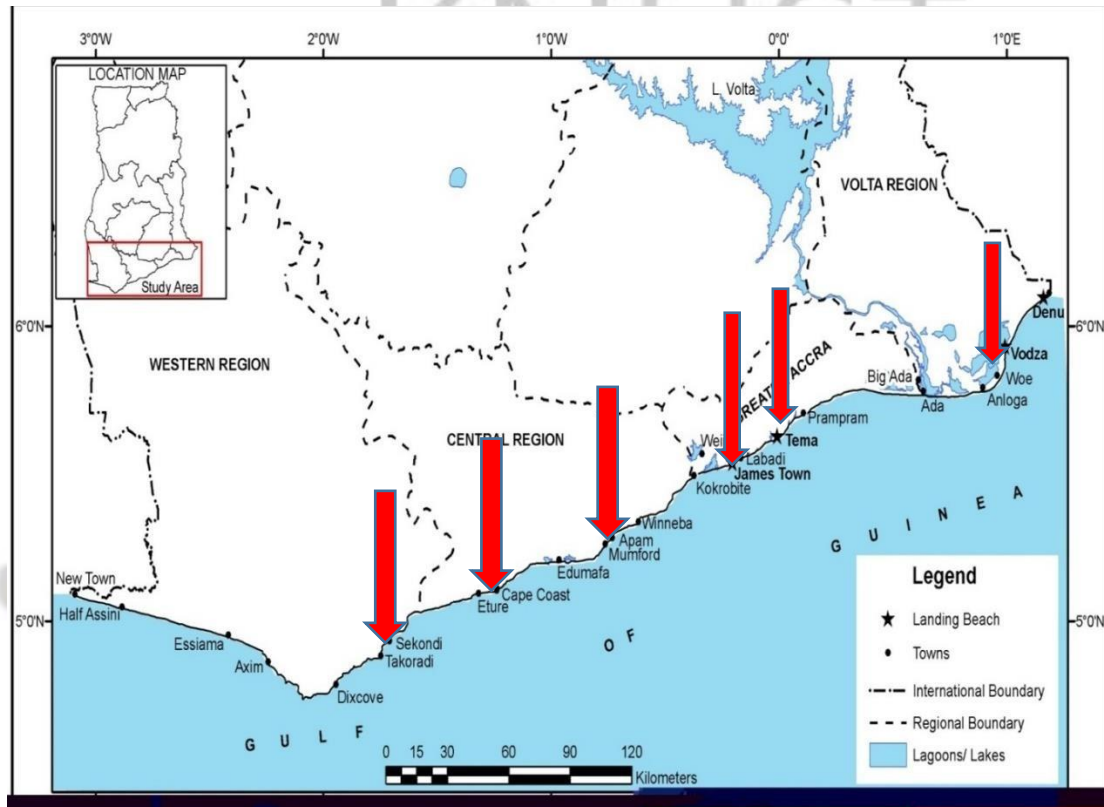 3°0'W
2°0'W
1°0'W
0°0'
1°0'E
LOCATION MAP
Study Area
L. Volta
VOLTA REGION
6°0'N
6°0'N
Denu
WESTERN REGION
Vodza
Big Ada
Woe
Ada
Anloga
Prampram
CENTRAL REGION
Tema
Labadi
James Town
Kokrobite
Winneba
Apam
Mumford
Edumafa
Cape Coast
Eture
New Town
Half Assini
5°0'N
5°0'N
Essiama
Sekondi
Axim
Takoradi
Dixcove
GULF
OF
GUINEA
Legend
Landing Beach
Towns
International Boundary
Regional Boundary
Lagoons/ Lakes
0 15 30 60 90 120
Kilometers